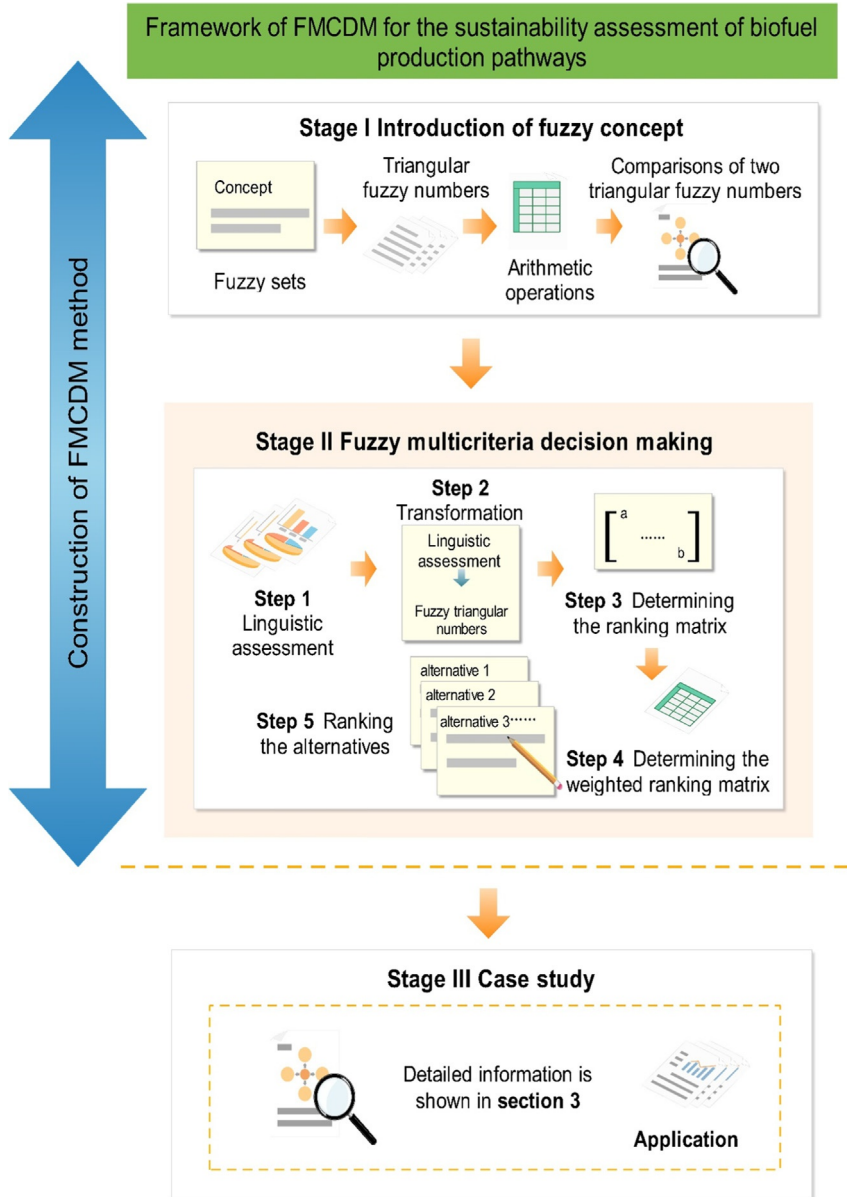 Framework of FMCDM for the sustainability assessment of biofuel
production pathways
Construction of FMCDM method
Stage I Introduction of fuzzy concept
Concept
Fuzzy sets
Triangular
fuzzy numbers
Arithmetic
operations
Comparisons of two
triangular fuzzy numbers
Stage II Fuzzy multicriteria decision making
Step 1
Linguistic
assessment
Step 2
Transformation
Linguistic
assessment
Fuzzy triangular
numbers
a
......
b
Step 3 Determining
the ranking matrix
Step 4 Determining the
weighted ranking matrix
Step 5 Ranking
the alternatives
alternative 1
alternative 2
alternative 3......
Stage III Case study
Detailed information is
shown in section 3
Application